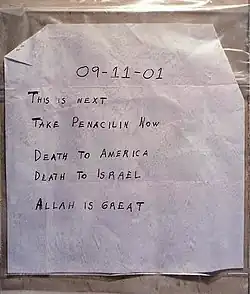 09-11-01
THIS IS NEXT
TAKE PENACILIN NOW
DEATH TO AMERICA
DEATH TO ISRAEL
ALLAH IS GREAT